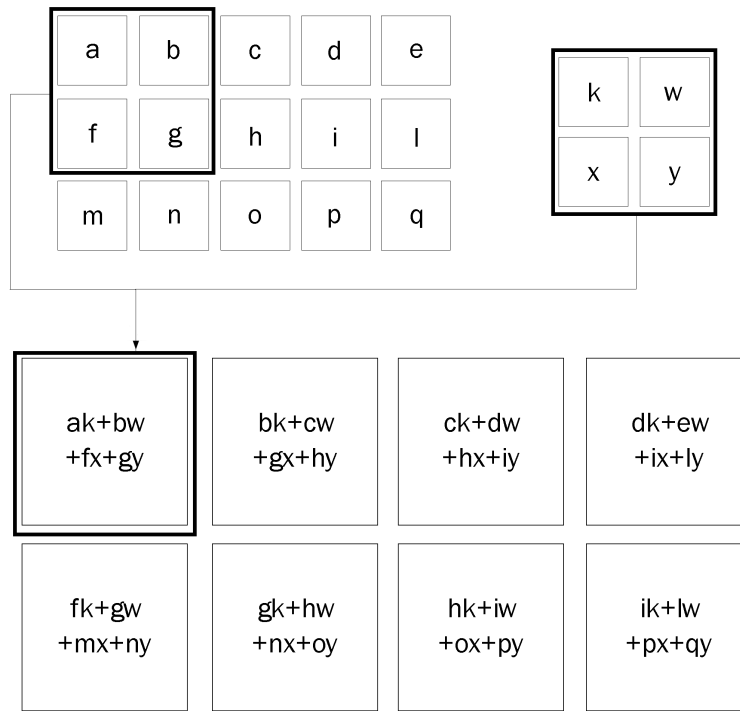 a b c d e
f g h i l
m n o p q
k w
x y
ak+bw
+fx+gy
bk+cw
+gx+hy
ck+dw
+hx+iy
dk+ew
+ix+ly
fk+gw
+mx+ny
gk+hw
+nx+oy
hk+iw
+ox+py
ik+lw
+px+qy